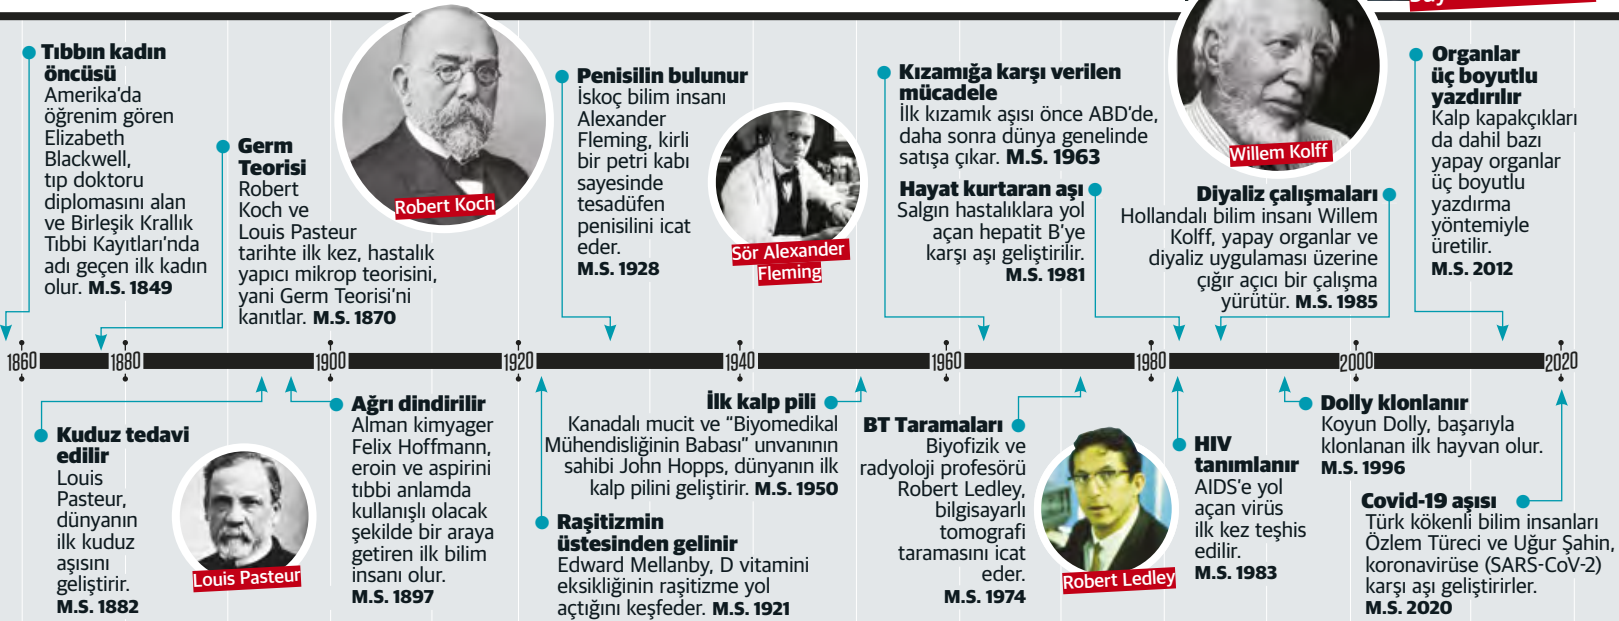 Tıbbın kadın
öncüsü
Amerika'da
öğrenim gören
Elizabeth
Blackwell,
tıp doktoru
diplomasını alan
ve Birleşik Krallık
Tıbbi Kayıtları'nda
adı geçen ilk kadın
olur. M.S. 1849
Germ
Teorisi
Robert
Koch ve
Louis Pasteur
tarihte ilk kez, hastalık
yapıcı mikrop teorisini,
yani Germ Teorisi'ni
kanıtlar. M.S. 1870
Robert Koch
Penisilin bulunur
İskoç bilim insanı
Alexander
Fleming, kirli
bir petri kabı
sayesinde
tesadüfen
penisilini icat
eder.
M.S. 1928
Sör Alexander
Fleming
Kızamığa karşı verilen
mücadele
İlk kızamık aşısı önce ABD'de,
daha sonra dünya genelinde
satışa çıkar. M.S. 1963
Hayat kurtaran aşı
Salgın hastalıklara yol
açan hepatit B'ye
karşı aşı geliştirilir.
M.S. 1981
Willem Kolff
Diyaliz çalışmaları
Hollandalı bilim insanı Willem
Kolff, yapay organlar ve
diyaliz uygulaması üzerine
çığır açıcı bir çalışma
yürütür. M.S. 1985
Organlar
üç boyutlu
yazdırılır
Kalp kapakçıkları
da dahil bazı
yapay organlar
üç boyutlu
yazdırma
yöntemiyle
üretilir.
M.S. 2012
1860 1880 1900 1920 1940 1960 1980 2000 2020
Kuduz tedavi
edilir
Louis
Pasteur,
dünyanın
ilk kuduz
aşısını
geliştirir.
M.S. 1882
Louis Pasteur
Ağrı dindirilir
Alman kimyager
Felix Hoffmann,
eroin ve aspirini
tıbbi anlamda
kullanışlı olacak
şekilde bir araya
getiren ilk bilim
insanı olur.
M.S. 1897
İlk kalp pili
Kanadalı mucit ve “Biyomedikal
Mühendisliğinin Babası” unvanının
sahibi John Hopps, dünyanın ilk
kalp pilini geliştirir. M.S. 1950
Raşitizmin
üstesinden gelinir
Edward Mellanby, D vitamini
eksikliğinin raşitizme yol
açtığını keşfeder. M.S. 1921
BT Taramaları
Biyofizik ve
radyoloji profesörü
Robert Ledley,
bilgisayarlı
tomografi
taramasını icat
eder.
M.S. 1974
Robert Ledley
HIV
tanımlanır
AIDS'e yol
açan virüs
ilk kez teşhis
edilir.
M.S. 1983
Dolly klonlanır
Koyun Dolly, başarıyla
klonlanan ilk hayvan olur.
M.S. 1996
Covid-19 aşısı
Türk kökenli bilim insanları
Özlem Türeci ve Uğur Şahin,
koronavirüse (SARS-CoV-2)
karşı aşı geliştirirler.
M.S. 2020